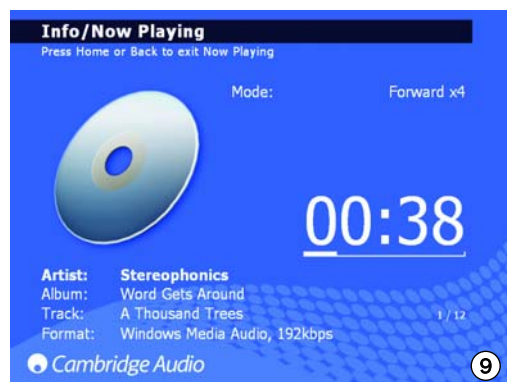 Info/Now Playing
Press Home or Back to exit Now Playing
Mode: Forward x4
00:38
Artist: Stereophonics
Album: Word Gets Around
Track: A Thousand Trees 1/12
Format: Windows Media Audio, 192kbps
Cambridge Audio
9